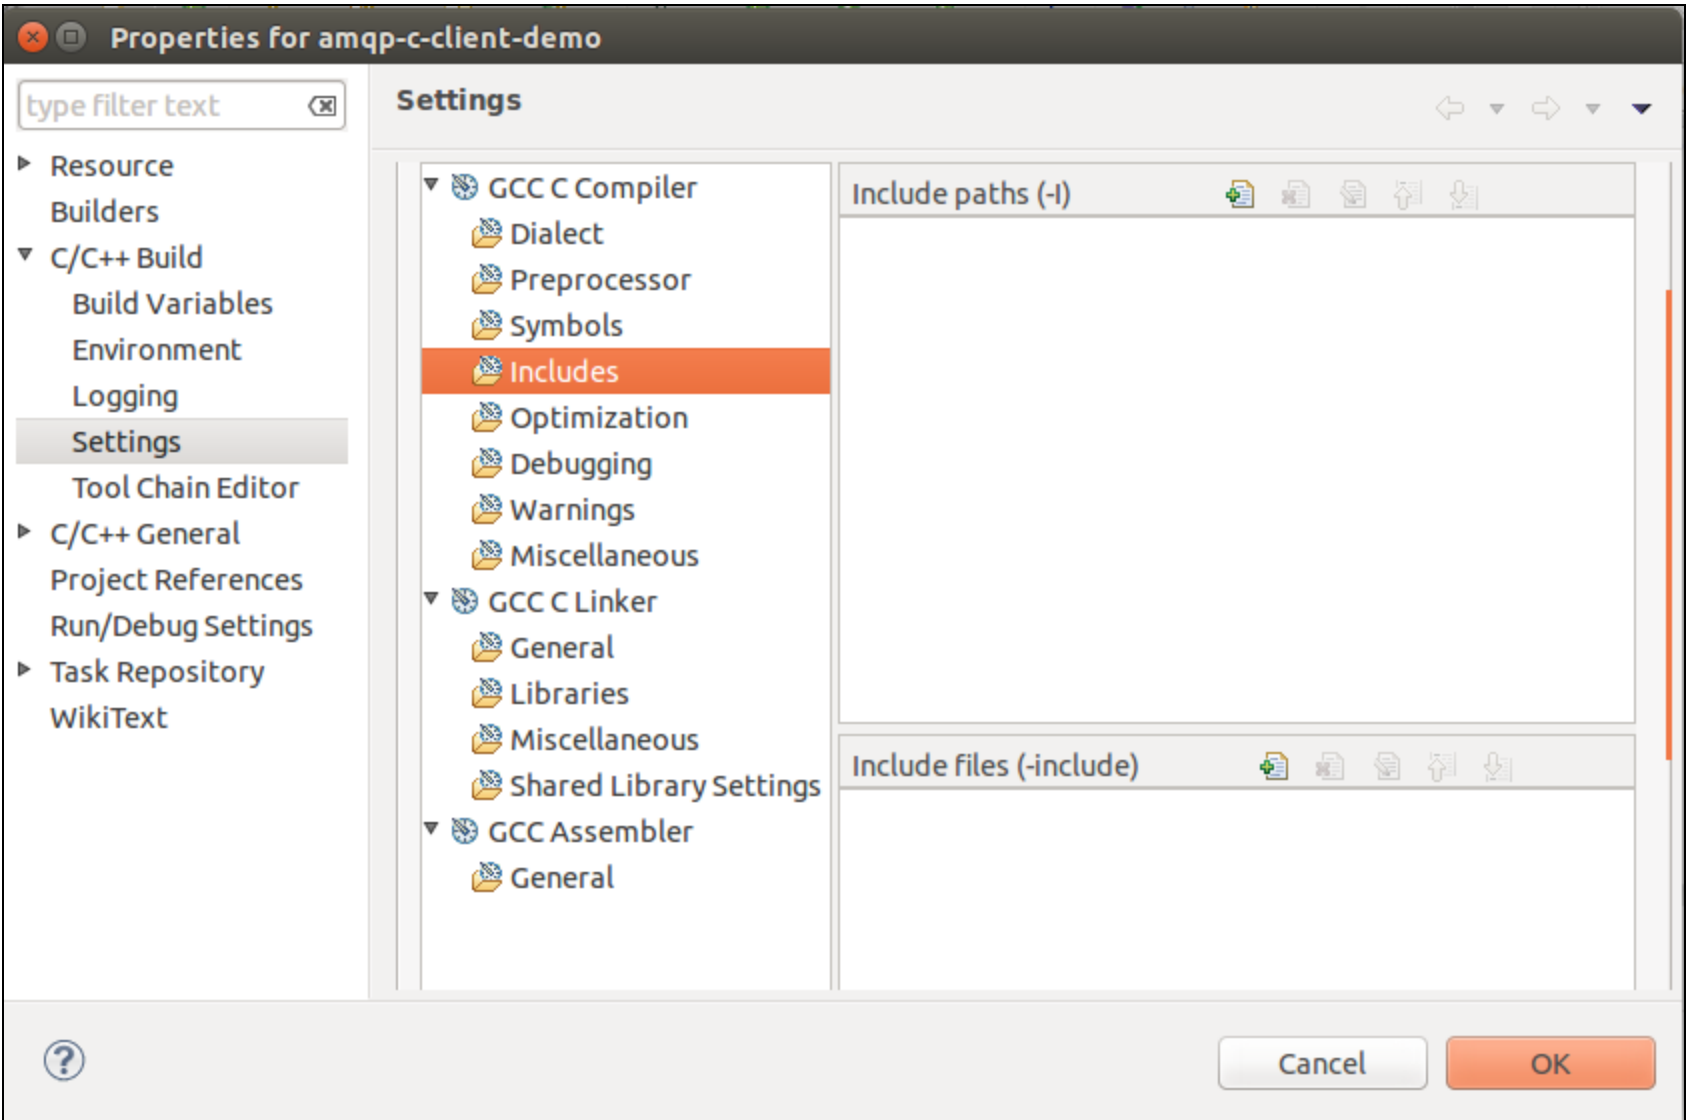 Properties for amqp-c-client-demo
type filter text
Resource
Builders
C/C++ Build
Build Variables
Environment
Logging
Settings
Tool Chain Editor
C/C++ General
Project References
Run/Debug Settings
Task Repository
WikiText
Settings
GCC C Compiler
Dialect
Preprocessor
Symbols
Includes
Optimization
Debugging
Warnings
Miscellaneous
GCC C Linker
General
Libraries
Miscellaneous
Shared Library Settings
GCC Assembler
General
Include paths (-I)
Include files (-include)
?
Cancel
OK